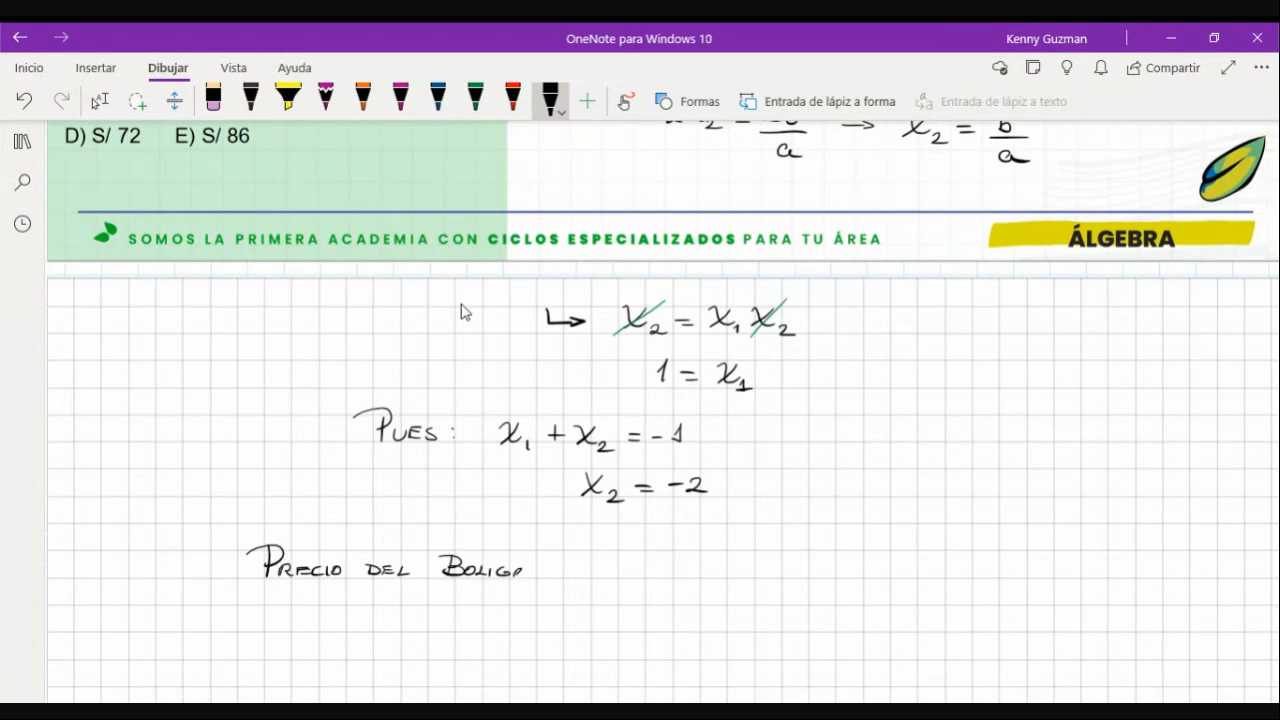 OneNote para Windows 10
Kenny Guzman
Inicio Insertar Dibujar Vista Ayuda
Compartir
Formas Entrada de lápiz a forma Entrada de lápiz a texto
D) S/ 72 E) S/ 86
a → x₂ = b/a
SOMOS LA PRIMERA ACADEMIA CON CICLOS ESPECIALIZADOS PARA TU ÁREA
ÁLGEBRA
↳ x₂ = x₁ x₂
1 = x₁
PUES: x₁ + x₂ = -1
x₂ = -2
PRECIO DEL BOLIGR